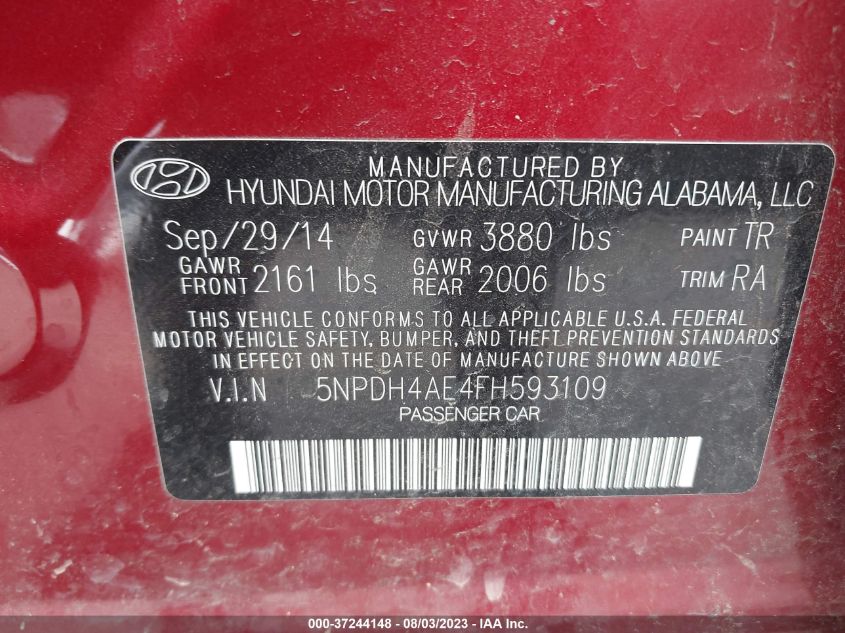 MANUFACTURED BY
HYUNDAI MOTOR MANUFACTURING ALABAMA, LLC
Sep/29/14 GVWR 3880 lbs PAINT TR
GAWR FRONT 2161 lbs GAWR REAR 2006 lbs TRIM RA
THIS VEHICLE CONFORMS TO ALL APPLICABLE U.S.A. FEDERAL
MOTOR VEHICLE SAFETY, BUMPER, AND THEFT PREVENTION STANDARDS
IN EFFECT ON THE DATE OF MANUFACTURE SHOWN ABOVE
V.I.N 5NPDH4AE4FH593109
PASSENGER CAR
000-37244148 - 08/03/2023 - IAA Inc.